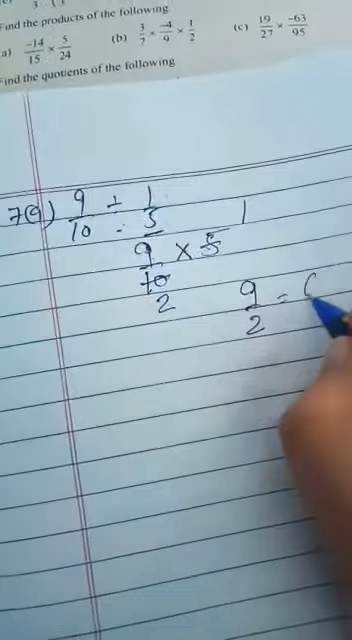 Find the products of the following
a) -14/15 × 5/24 (b) 3/7 × -4/9 × 1/2 (c) 19/27 × -63/95
Find the quotients of the following
7(a) 9/10 ÷ 1/5
9/10 × 5 1
2
9/2 =